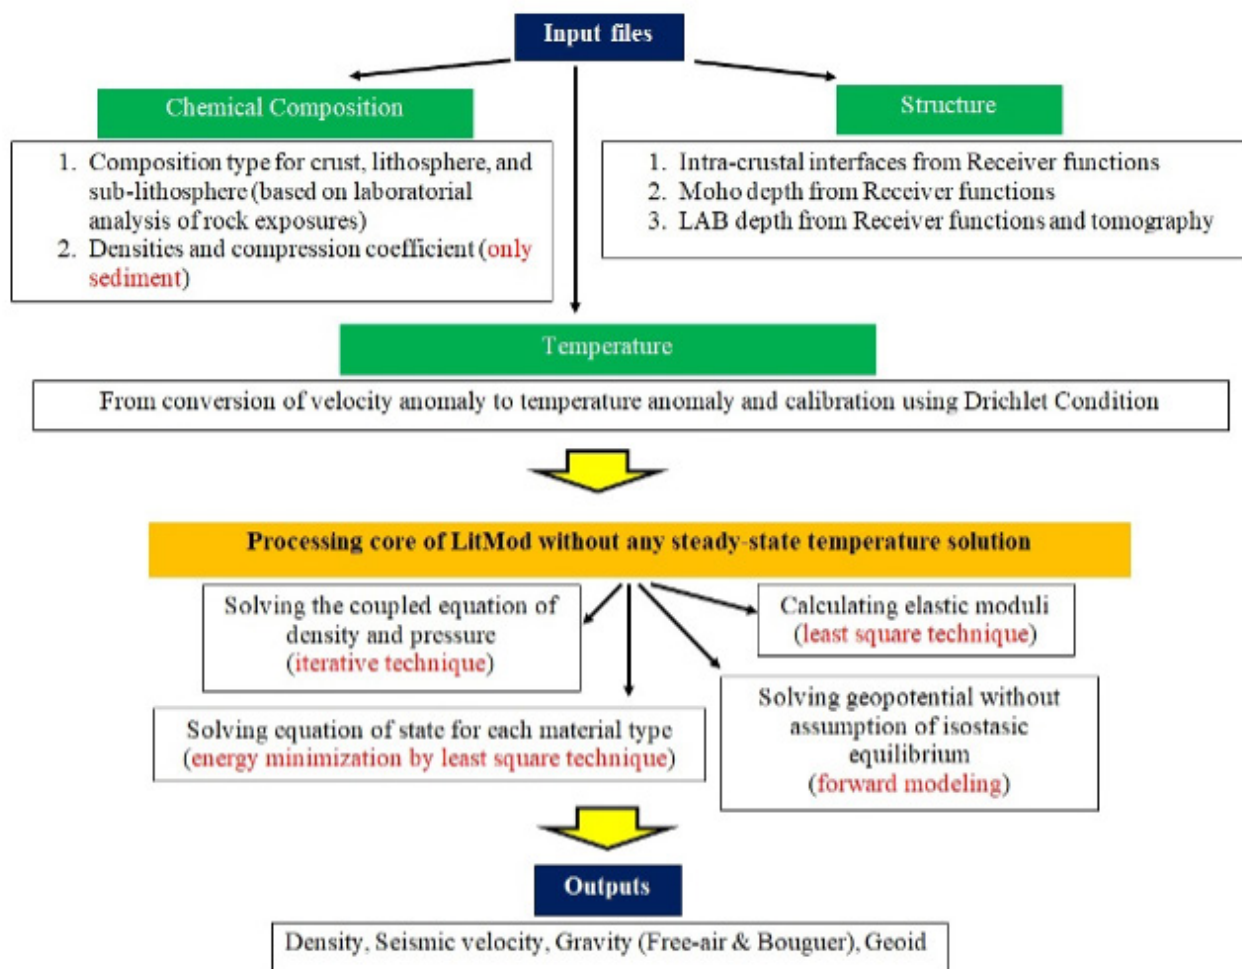 Input files
Chemical Composition
1. Composition type for crust, lithosphere, and
sub-lithosphere (based on laboratorial
analysis of rock exposures)
2. Densities and compression coefficient (only
sediment)
Structure
1. Intra-crustal interfaces from Receiver functions
2. Moho depth from Receiver functions
3. LAB depth from Receiver functions and tomography
Temperature
From conversion of velocity anomaly to temperature anomaly and calibration using Drichlet Condition
Processing core of LitMod without any steady-state temperature solution
Solving the coupled equation of
density and pressure
(iterative technique)
Calculating elastic moduli
(least square technique)
Solving equation of state for each material type
(energy minimization by least square technique)
Solving geopotential without
assumption of isostasic
equilibrium
(forward modeling)
Outputs
Density, Seismic velocity, Gravity (Free-air & Bouguer), Geoid